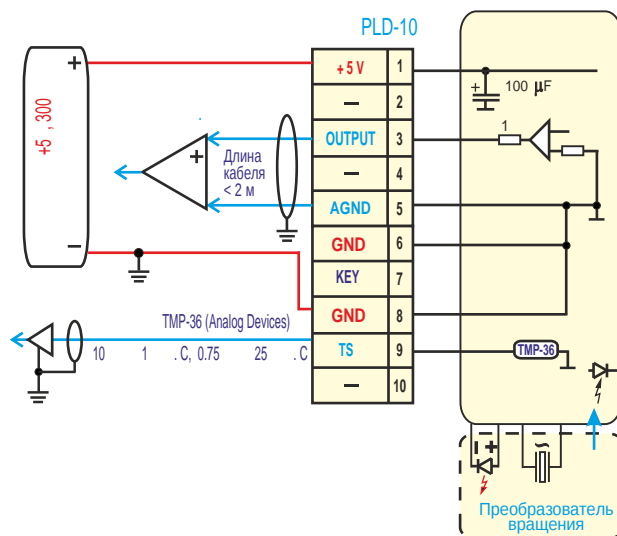 PLD-10
+
+5 , 300
−
+
Длина
кабеля
< 2 м
TMP-36 (Analog Devices)
10 1 . C, 0.75 25 . C
+ 5 V 1
– 2
OUTPUT 3
– 4
AGND 5
GND 6
KEY 7
GND 8
TS 9
– 10
+ 100 µF
1
TMP-36
– +
~
Преобразователь
вращения